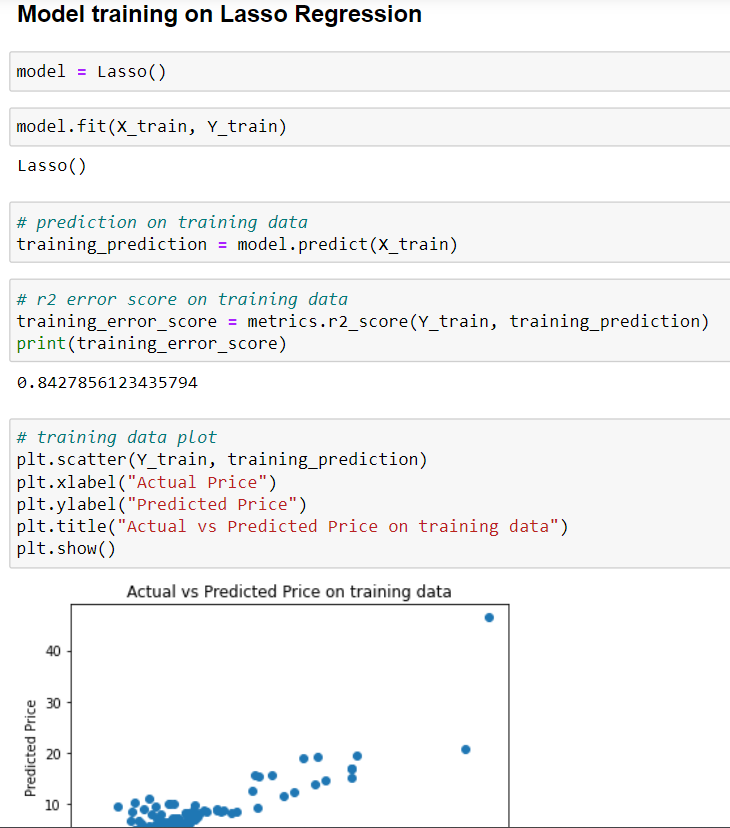 Model training on Lasso Regression
model = Lasso()
model.fit(X_train, Y_train)
Lasso()
# prediction on training data
training_prediction = model.predict(X_train)
# r2 error score on training data
training_error_score = metrics.r2_score(Y_train, training_prediction)
print(training_error_score)
0.8427856123435794
# training data plot
plt.scatter(Y_train, training_prediction)
plt.xlabel("Actual Price")
plt.ylabel("Predicted Price")
plt.title("Actual vs Predicted Price on training data")
plt.show()
Actual vs Predicted Price on training data
40
30
20
10
Predicted Price